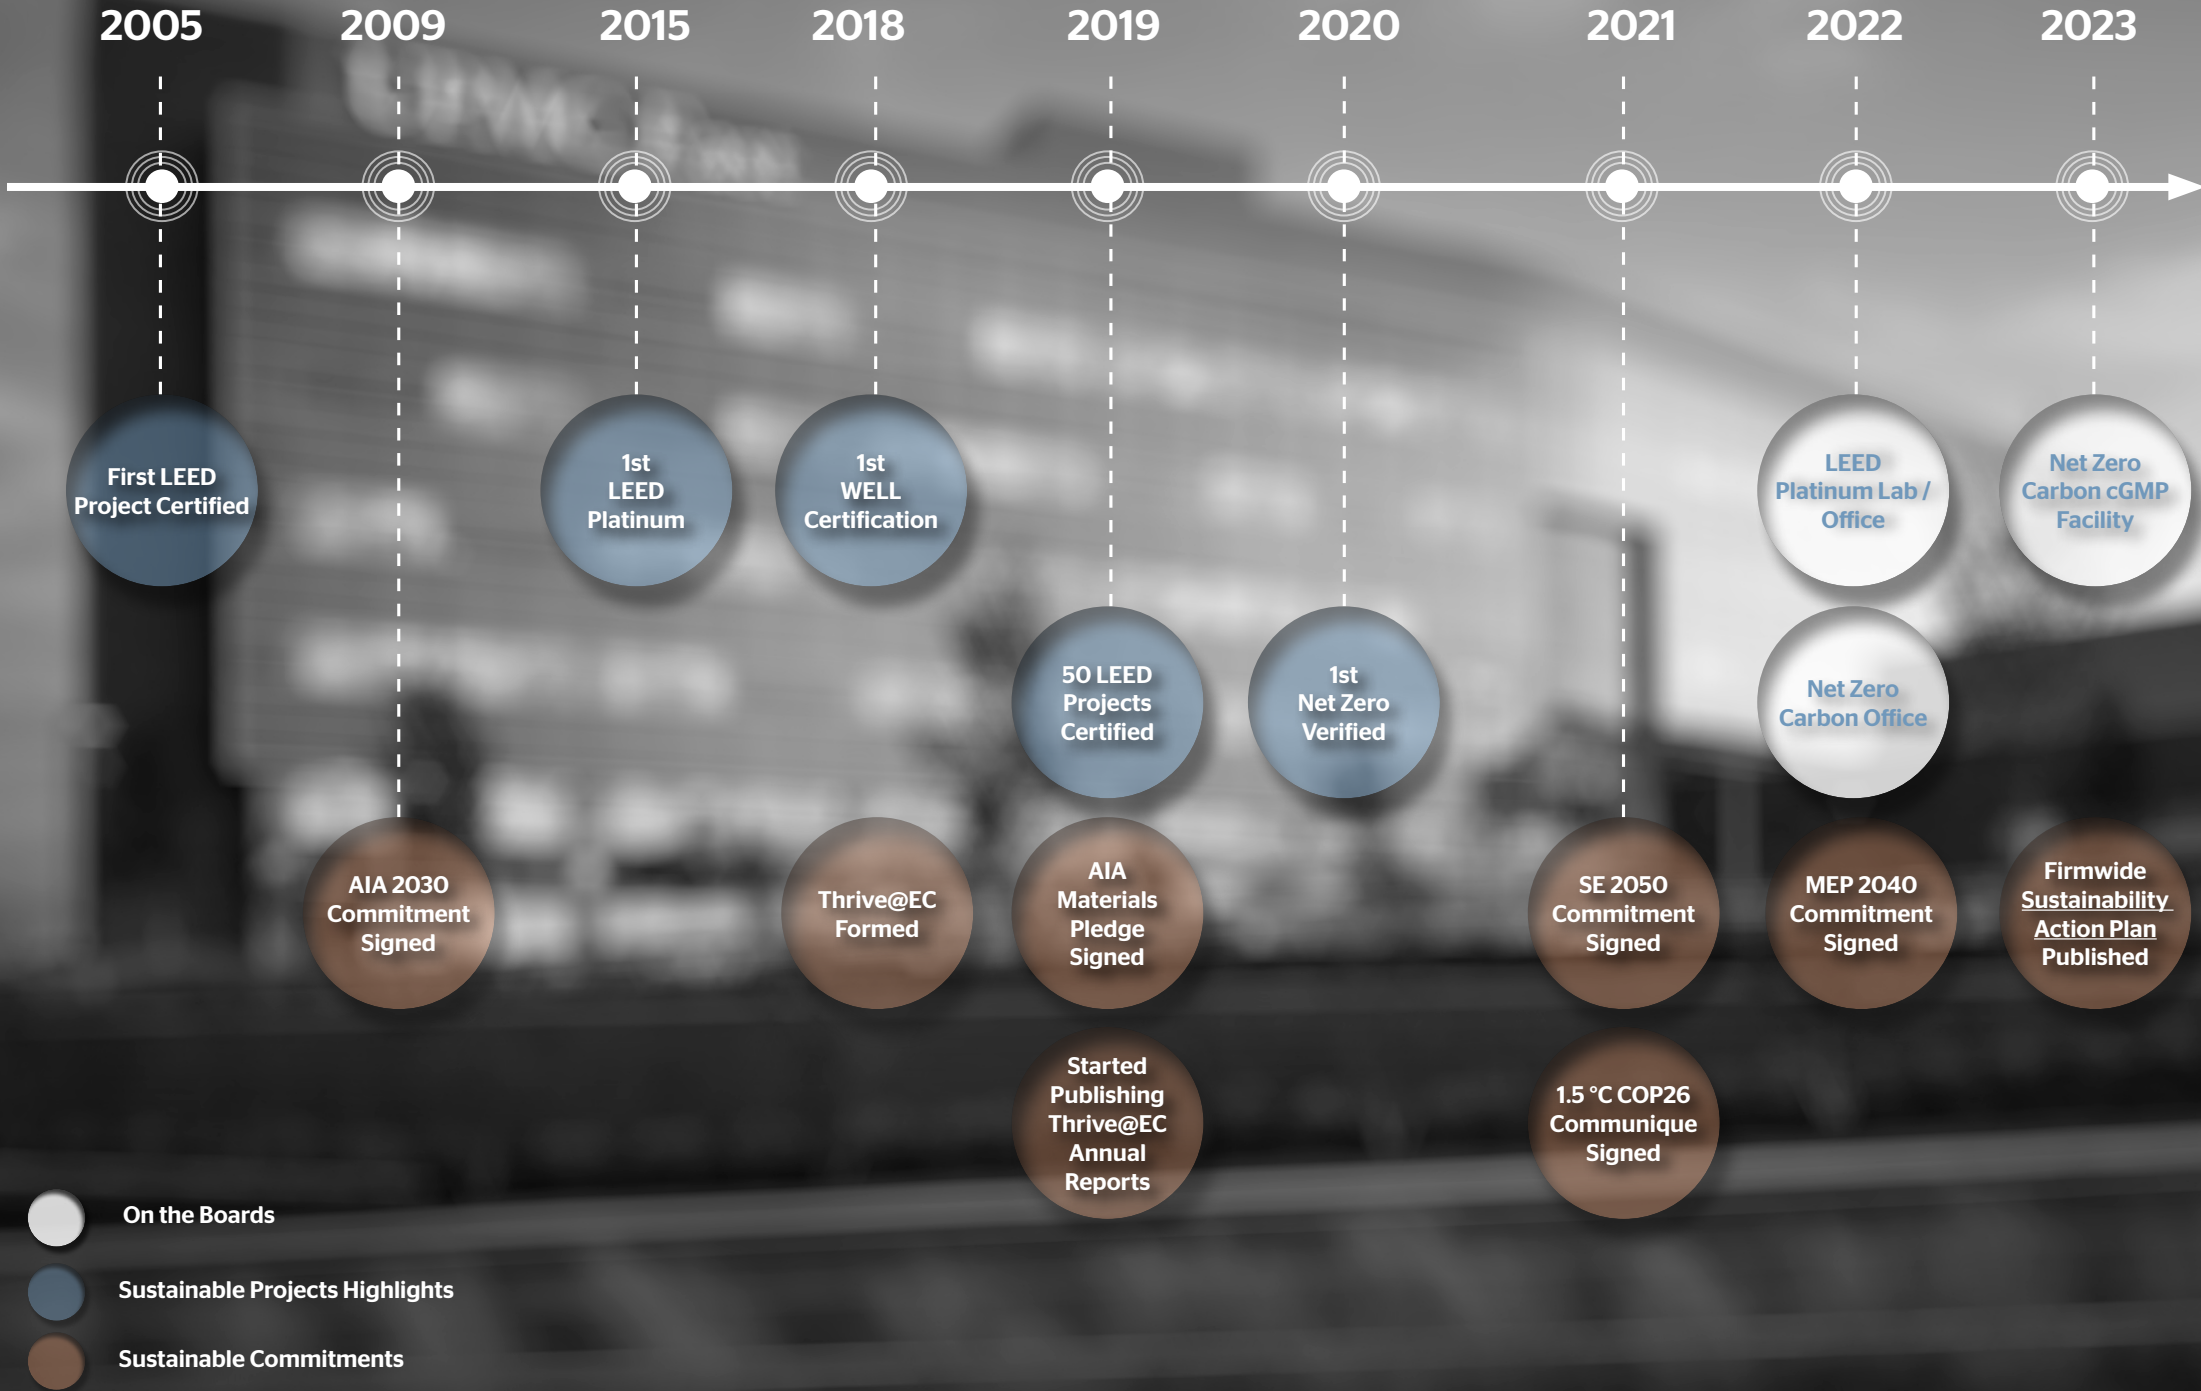 2005
2009
2015
2018
2019
2020
2021
2022
2023
First LEED
Project Certified
1st
LEED
Platinum
1st
WELL
Certification
LEED
Platinum Lab /
Office
Net Zero
Carbon cGMP
Facility
50 LEED
Projects
Certified
1st
Net Zero
Verified
Net Zero
Carbon Office
AIA 2030
Commitment
Signed
Thrive@EC
Formed
AIA
Materials
Pledge
Signed
SE 2050
Commitment
Signed
MEP 2040
Commitment
Signed
Firmwide
Sustainability
Action Plan
Published
Started
Publishing
Thrive@EC
Annual
Reports
1.5 °C COP26
Communique
Signed
On the Boards
Sustainable Projects Highlights
Sustainable Commitments